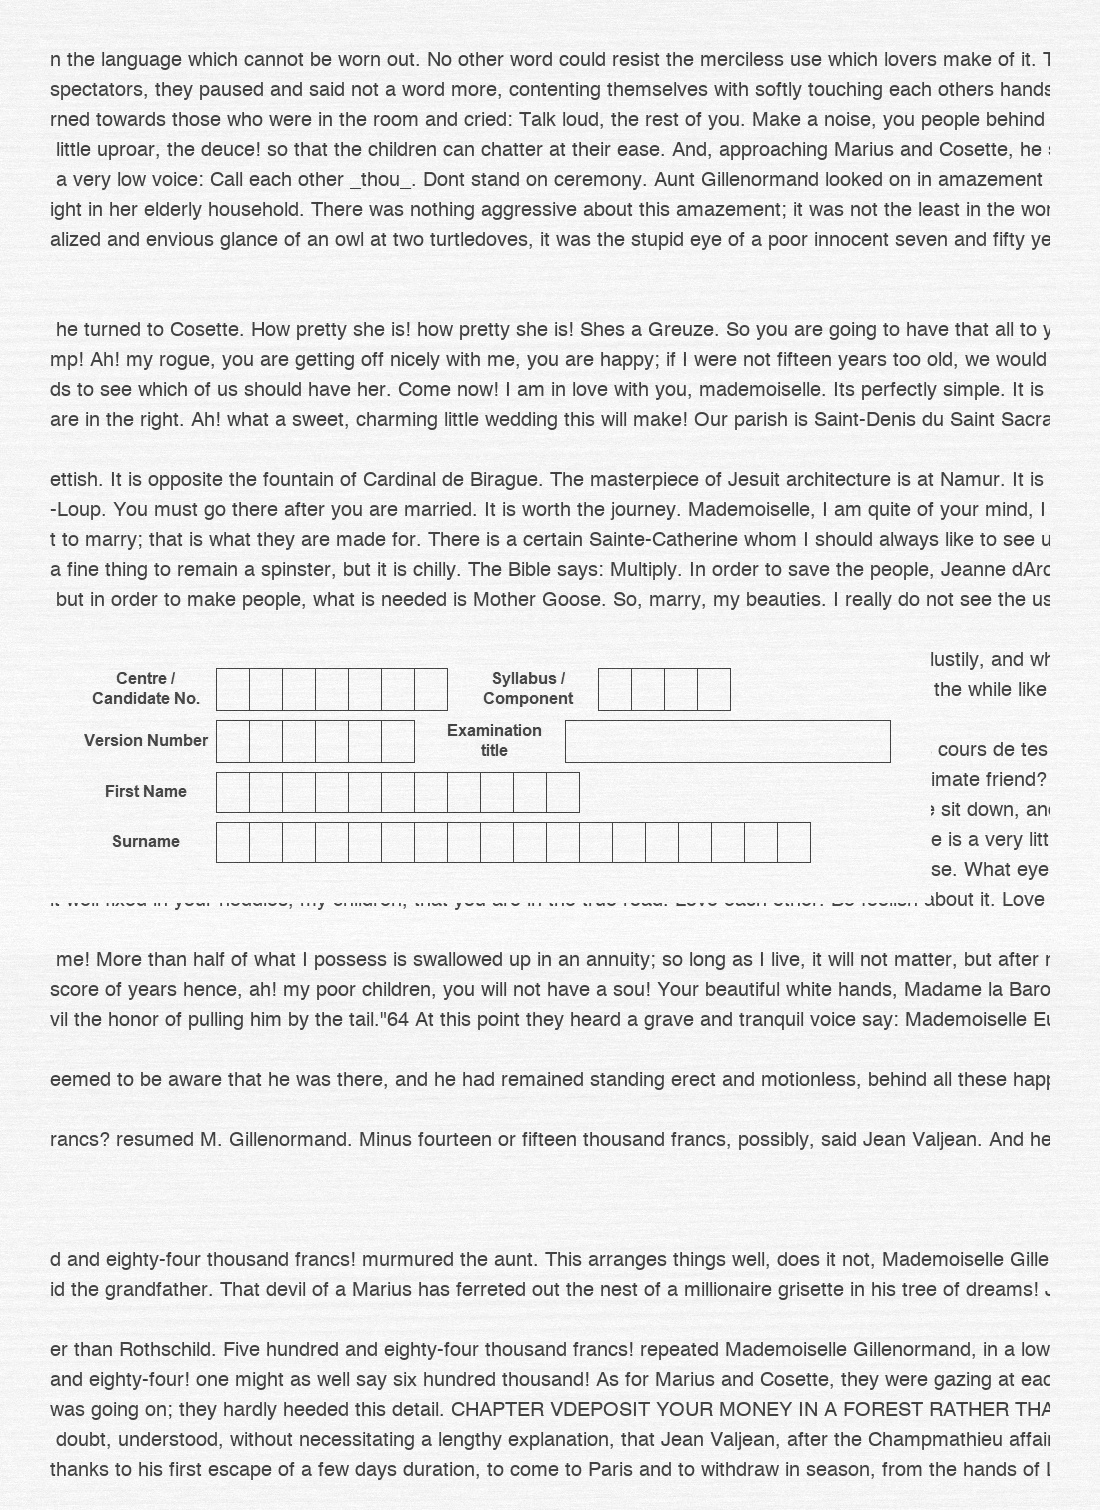 n the language which cannot be worn out. No other word could resist the merciless use which lovers make of it. T
spectators, they paused and said not a word more, contenting themselves with softly touching each others hands
rned towards those who were in the room and cried: Talk loud, the rest of you. Make a noise, you people behind
little uproar, the deuce! so that the children can chatter at their ease. And, approaching Marius and Cosette, he
a very low voice: Call each other _thou_. Dont stand on ceremony. Aunt Gillenormand looked on in amazement
ight in her elderly household. There was nothing aggressive about this amazement; it was not the least in the wor
alized and envious glance of an owl at two turtledoves, it was the stupid eye of a poor innocent seven and fifty ye
he turned to Cosette. How pretty she is! how pretty she is! Shes a Greuze. So you are going to have that all to y
mp! Ah! my rogue, you are getting off nicely with me, you are happy; if I were not fifteen years too old, we would
ds to see which of us should have her. Come now! I am in love with you, mademoiselle. Its perfectly simple. It is
are in the right. Ah! what a sweet, charming little wedding this will make! Our parish is Saint-Denis du Saint Sacra
ettish. It is opposite the fountain of Cardinal de Birague. The masterpiece of Jesuit architecture is at Namur. It is
-Loup. You must go there after you are married. It is worth the journey. Mademoiselle, I am quite of your mind, I
t to marry; that is what they are made for. There is a certain Sainte-Catherine whom I should always like to see u
a fine thing to remain a spinster, but it is chilly. The Bible says: Multiply. In order to save the people, Jeanne dArc
but in order to make people, what is needed is Mother Goose. So, marry, my beauties. I really do not see the us
lustily, and wh
Centre / Candidate No. Syllabus / Component
the while like
Version Number Examination title
cours de tes
imate friend?
First Name
sit down, and
Surname
e is a very litt
se. What eye
it well fixed in your noddles, my children, that you are in the true road. Love each other. Be foolish about it. Love
me! More than half of what I possess is swallowed up in an annuity; so long as I live, it will not matter, but after
score of years hence, ah! my poor children, you will not have a sou! Your beautiful white hands, Madame la Baro
vil the honor of pulling him by the tail."64 At this point they heard a grave and tranquil voice say: Mademoiselle Eu
eemed to be aware that he was there, and he had remained standing erect and motionless, behind all these happ
rancs? resumed M. Gillenormand. Minus fourteen or fifteen thousand francs, possibly, said Jean Valjean. And he
d and eighty-four thousand francs! murmured the aunt. This arranges things well, does it not, Mademoiselle Gille
id the grandfather. That devil of a Marius has ferreted out the nest of a millionaire grisette in his tree of dreams!
er than Rothschild. Five hundred and eighty-four thousand francs! repeated Mademoiselle Gillenormand, in a low
and eighty-four! one might as well say six hundred thousand! As for Marius and Cosette, they were gazing at eac
was going on; they hardly heeded this detail. CHAPTER VDEPOSIT YOUR MONEY IN A FOREST RATHER THA
doubt, understood, without necessitating a lengthy explanation, that Jean Valjean, after the Champmathieu affair
thanks to his first escape of a few days duration, to come to Paris and to withdraw in season, from the hands of L